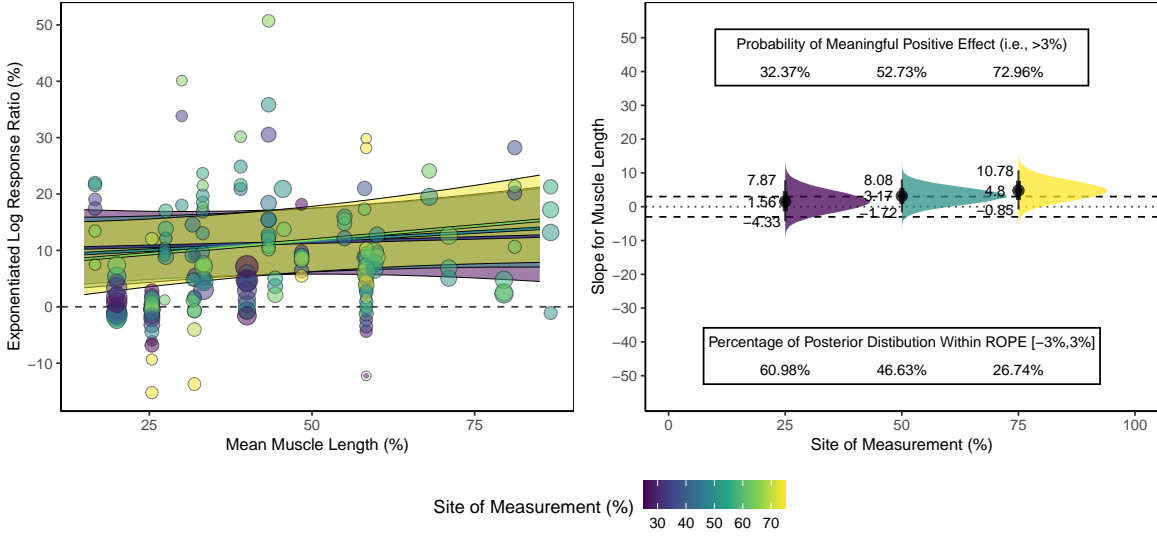 Exponentiated Log Response Ratio (%)
50
40
30
20
10
0
−10
25
50
75
Mean Muscle Length (%)
Slope for Muscle Length
50
40
30
20
10
0
−10
−20
−30
−40
−50
Probability of Meaningful Positive Effect (i.e., >3%)
32.37% 52.73% 72.96%
7.87
1.56
−4.33
8.08
3.17
−1.72
10.78
4.8
−0.85
Percentage of Posterior Distibution Within ROPE [−3%,3%]
60.98% 46.63% 26.74%
0 25 50 75 100
Site of Measurement (%)
Site of Measurement (%)
30 40 50 60 70